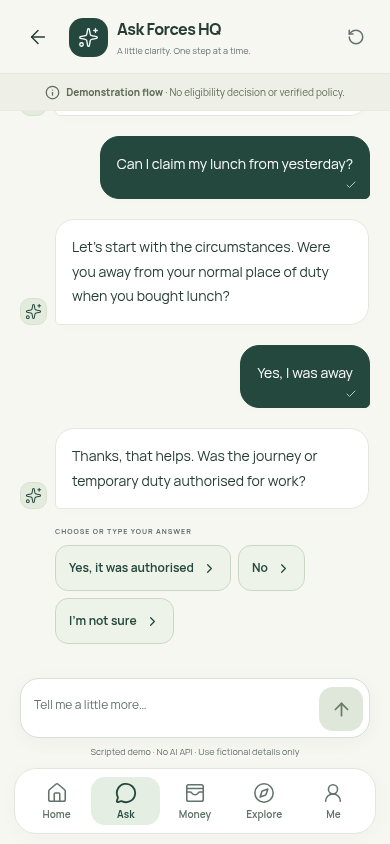 Ask Forces HQ
A little clarity. One step at a time.
Demonstration flow · No eligibility decision or verified policy.
Can I claim my lunch from yesterday?
Let's start with the circumstances. Were
you away from your normal place of duty
when you bought lunch?
Yes, I was away
Thanks, that helps. Was the journey or
temporary duty authorised for work?
CHOOSE OR TYPE YOUR ANSWER
Yes, it was authorised
No
I'm not sure
Tell me a little more…
Scripted demo · No AI API · Use fictional details only
Home
Ask
Money
Explore
Me